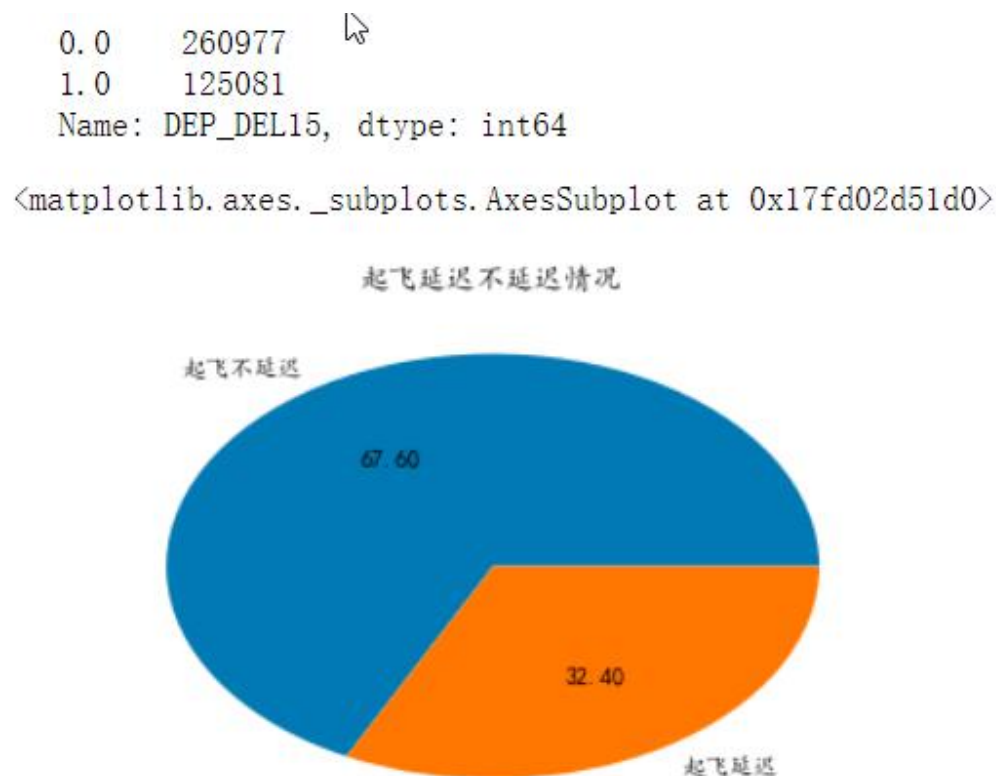 0.0    260977
1.0    125081
Name: DEP_DEL15, dtype: int64
<matplotlib.axes._subplots.AxesSubplot at 0x17fd02d51d0>
起飞延迟不延迟情况
起飞不延迟
67.60
32.40
起飞延迟